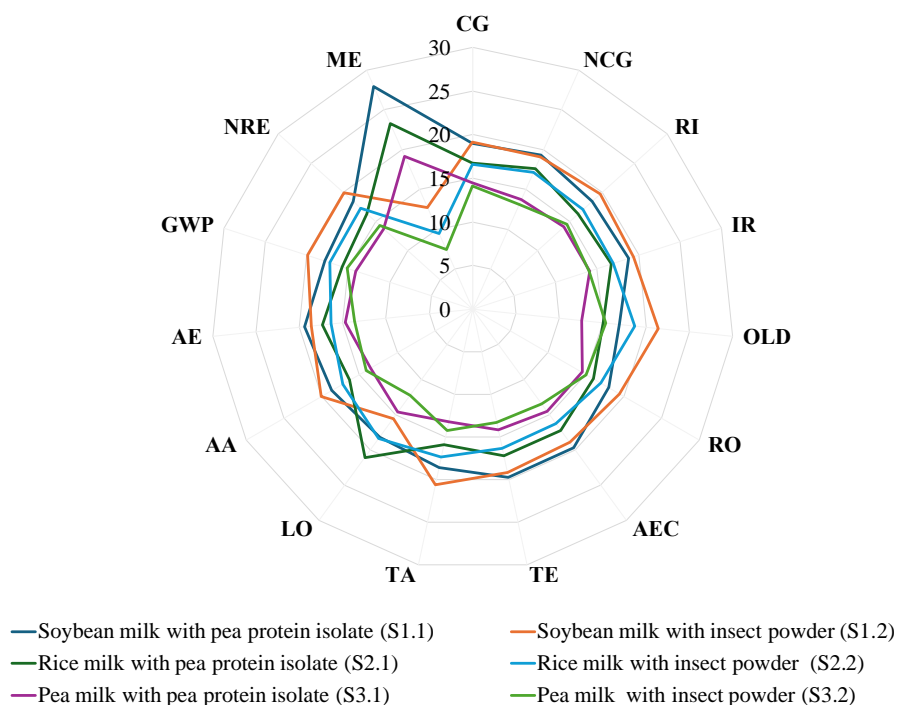 CG
30
ME
NCG
25
20
NRE
RI
15
10
GWP
IR
5
0
AE
OLD
AA
RO
LO
AEC
TA
TE
Soybean milk with pea protein isolate (S1.1)
Soybean milk with insect powder (S1.2)
Rice milk with pea protein isolate (S2.1)
Rice milk with insect powder (S2.2)
Pea milk with pea protein isolate (S3.1)
Pea milk with insect powder (S3.2)